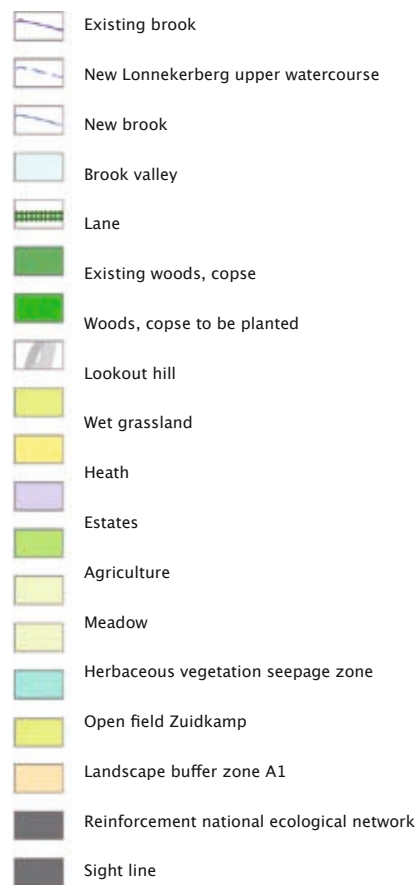 Existing brook
New Lonnekerberg upper watercourse
New brook
Brook valley
Lane
Existing woods, copse
Woods, copse to be planted
Lookout hill
Wet grassland
Heath
Estates
Agriculture
Meadow
Herbaceous vegetation seepage zone
Open field Zuidkamp
Landscape buffer zone A1
Reinforcement national ecological network
Sight line